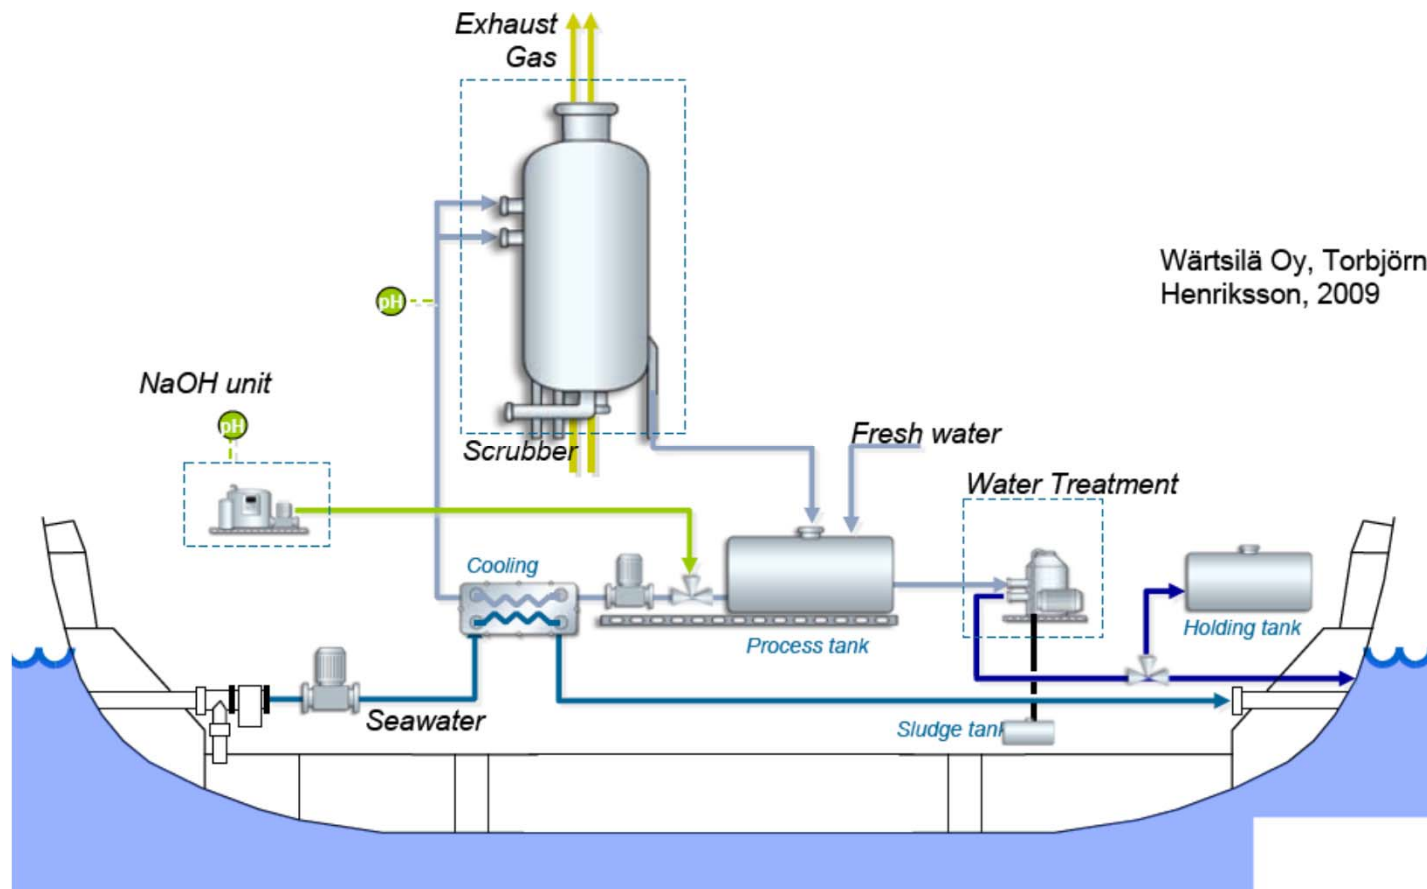 Exhaust
Gas
Wärtsilä Oy, Torbjörn
Henriksson, 2009
pH
NaOH unit
pH
Scrubber
Fresh water
Water Treatment
Cooling
Process tank
Holding tank
Seawater
Sludge tank